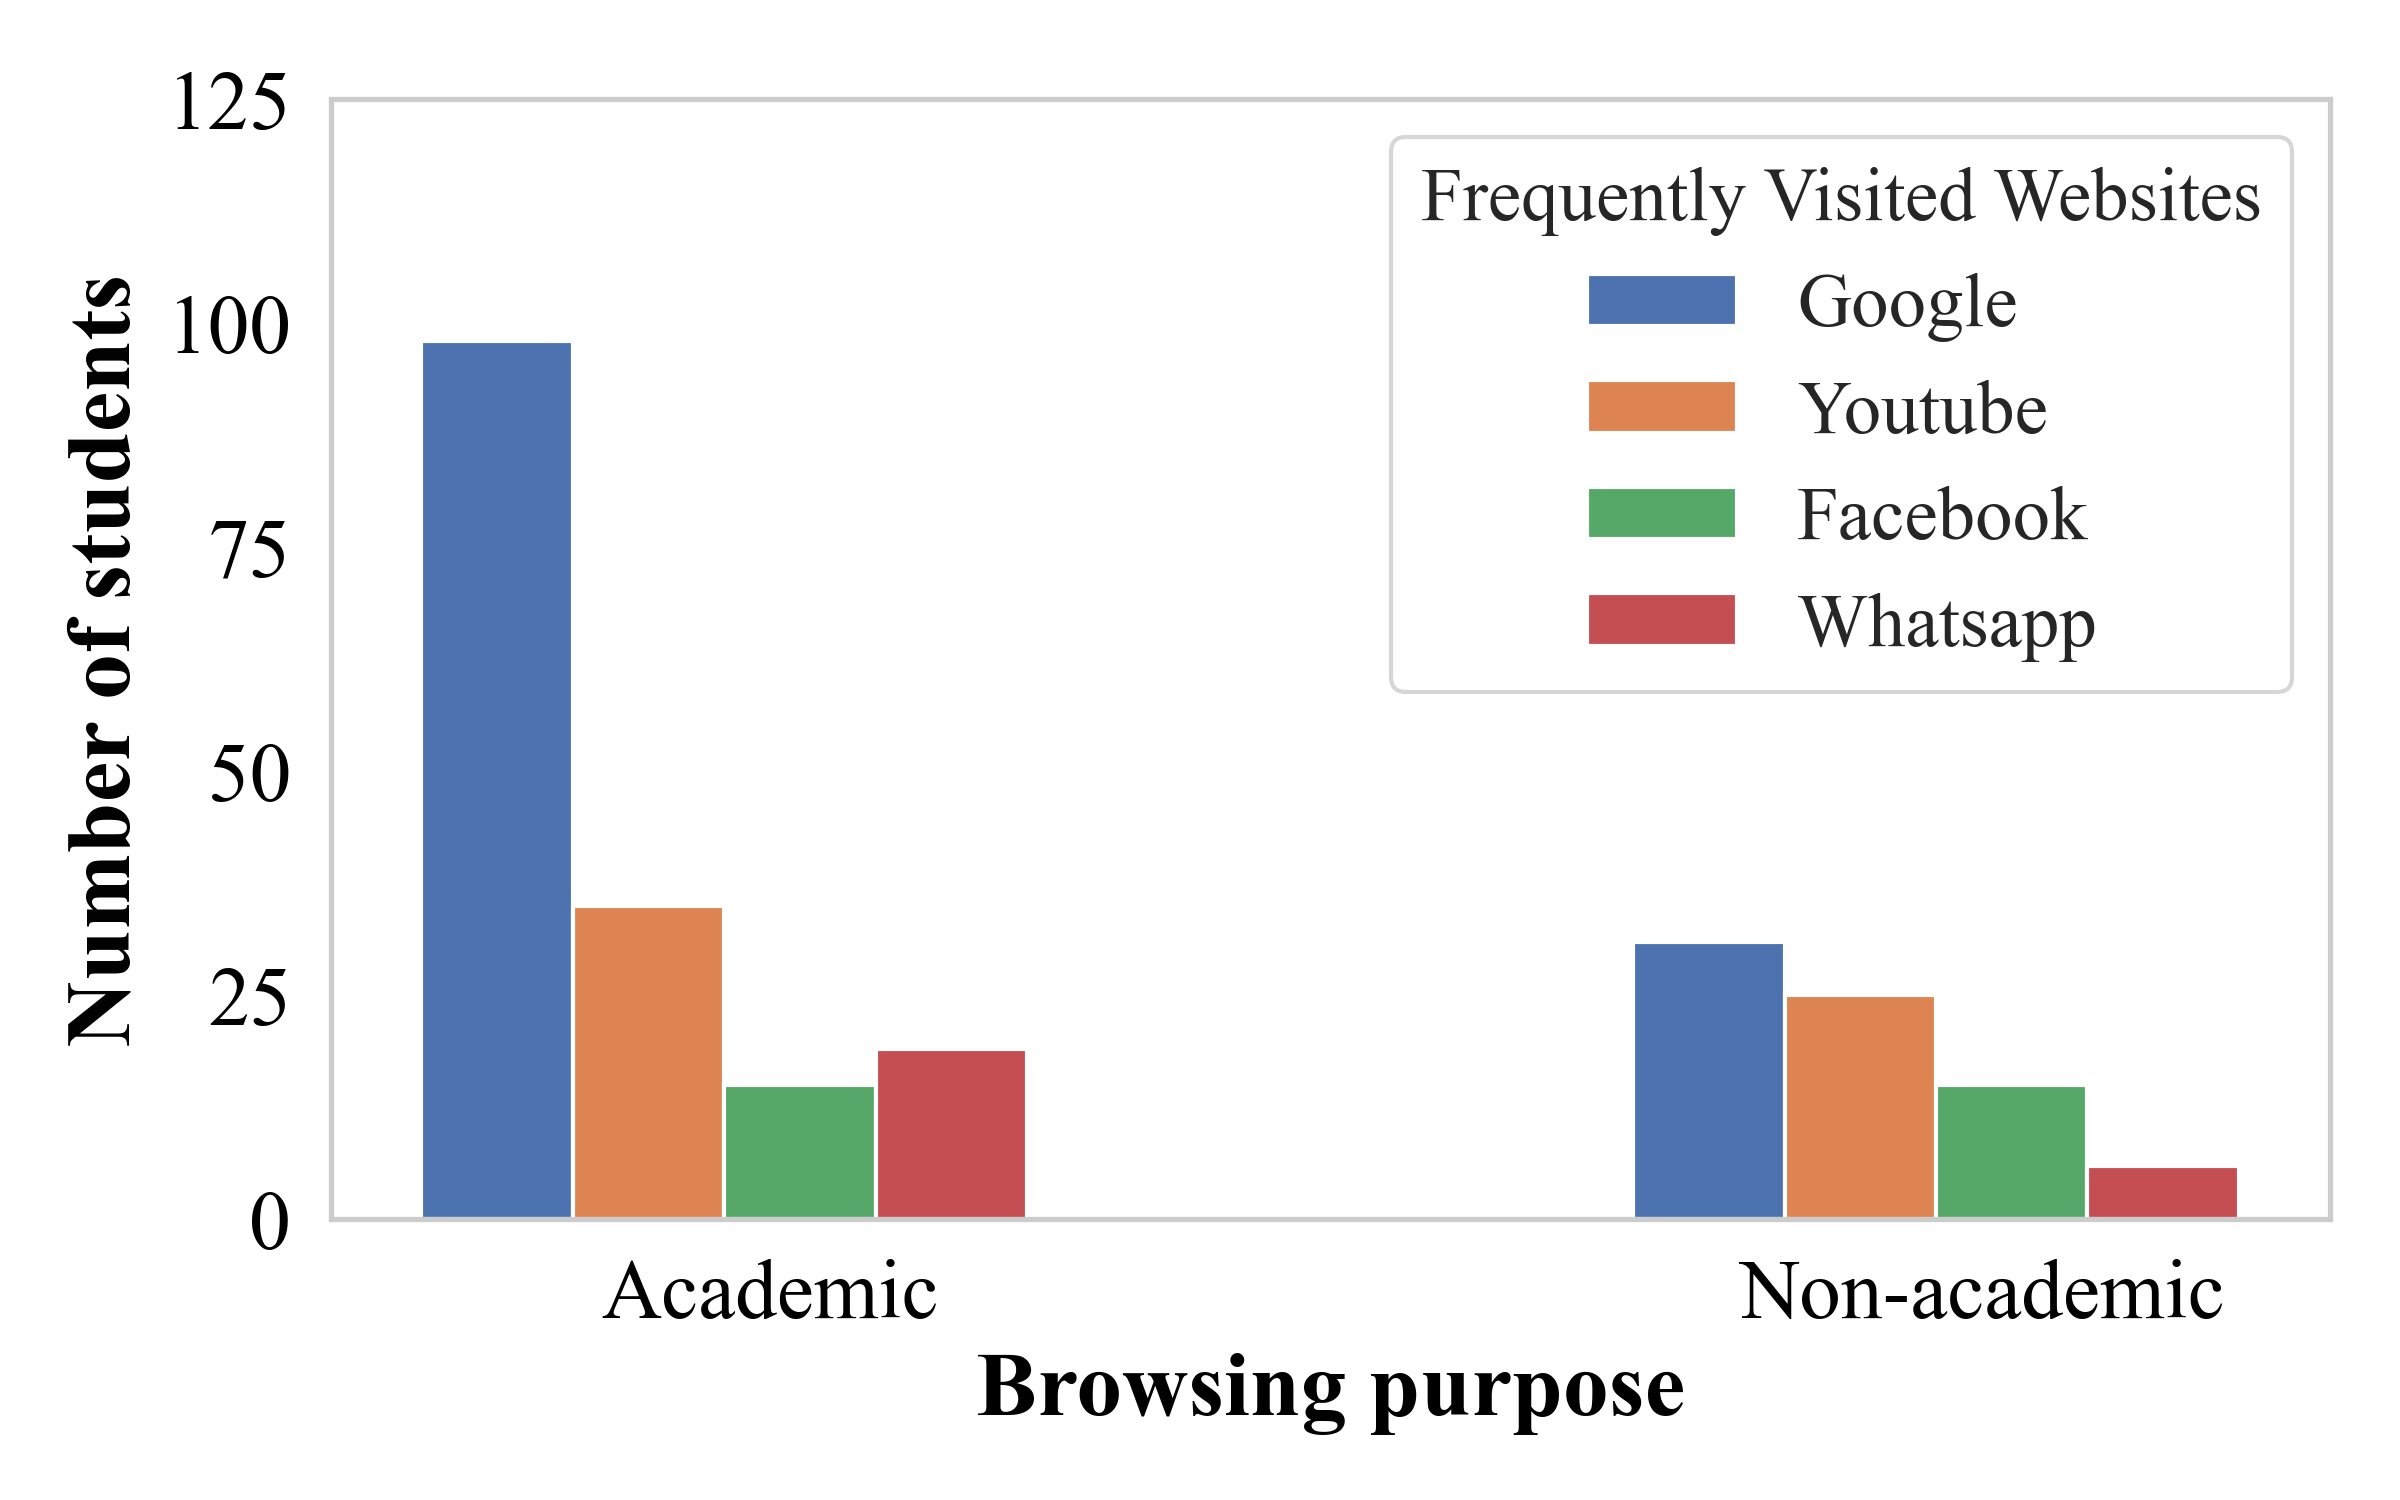 125
100
75
50
25
0
Number of students
Frequently Visited Websites
Google
Youtube
Facebook
Whatsapp
Academic
Non-academic
Browsing purpose